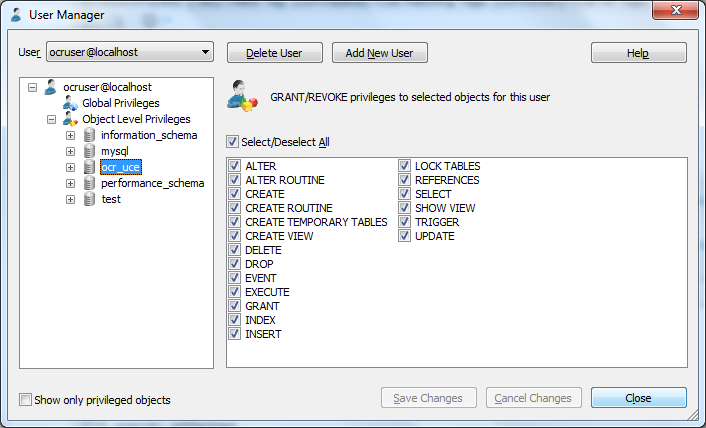 User Manager
User ocruser@localhost Delete User Add New User Help
ocruser@localhost
Global Privileges
Object Level Privileges
information_schema
mysql
ocr_uce
performance_schema
test
GRANT/REVOKE privileges to selected objects for this user
Select/Deselect All
ALTER
ALTER ROUTINE
CREATE
CREATE ROUTINE
CREATE TEMPORARY TABLES
CREATE VIEW
DELETE
DROP
EVENT
EXECUTE
GRANT
INDEX
INSERT
LOCK TABLES
REFERENCES
SELECT
SHOW VIEW
TRIGGER
UPDATE
Show only privileged objects
Save Changes Cancel Changes Close